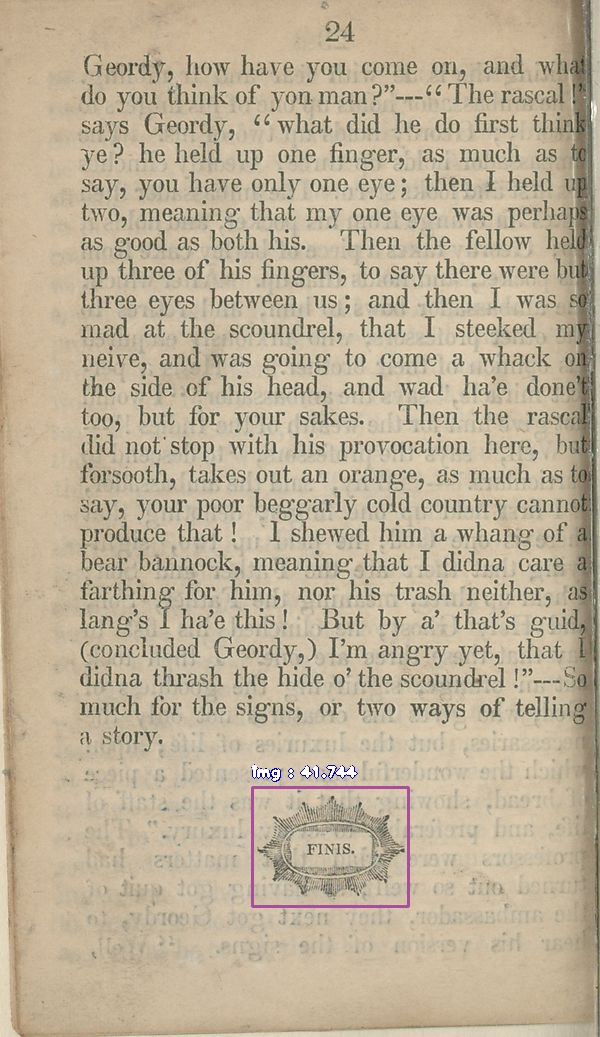 24
Geordy, how have you come on, and what
do you think of yon man?"---"The rascal!"
says Geordy, "what did he do first think
ye? he held up one finger, as much as to
say, you have only one eye; then I held up
two, meaning that my one eye was perhaps
as good as both his. Then the fellow held
up three of his fingers, to say there were but
three eyes between us; and then I was so
mad at the scoundrel, that I steeked my
neive, and was going to come a whack on
the side of his head, and wad ha'e done't
too, but for your sakes. Then the rascal
did not stop with his provocation here, but
forsooth, takes out an orange, as much as to
say, your poor beggarly cold country cannot
produce that! I shewed him a whang of a
bear bannock, meaning that I didna care a
farthing for him, nor his trash neither, as
lang's I ha'e this! But by a' that's guid,
(concluded Geordy,) I'm angry yet, that I
didna thrash the hide o' the scoundrel!"---So
much for the signs, or two ways of telling
a story.
img : 41.744
FINIS.